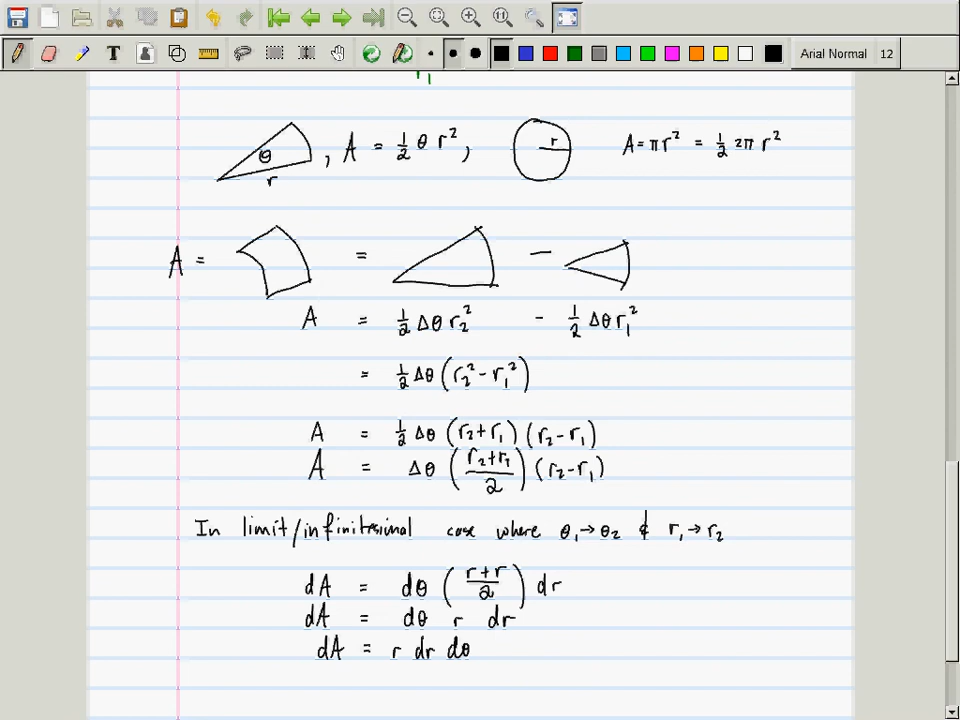 T
Arial Normal 12
r₁
θ
r
, A = 1/2 θ r²,
r
A = πr² = 1/2 2π r²
A = = −
A = 1/2 Δθ r₂² - 1/2 Δθ r₁²
= 1/2 Δθ (r₂² - r₁²)
A = 1/2 Δθ (r₂+r₁) (r₂-r₁)
A = Δθ ((r₂+r₁)/2) (r₂-r₁)
In limit/infinitesimal case where θ₁→θ₂ & r₁→r₂
dA = dθ ((r+r)/2) dr
dA = dθ r dr
dA = r dr dθ